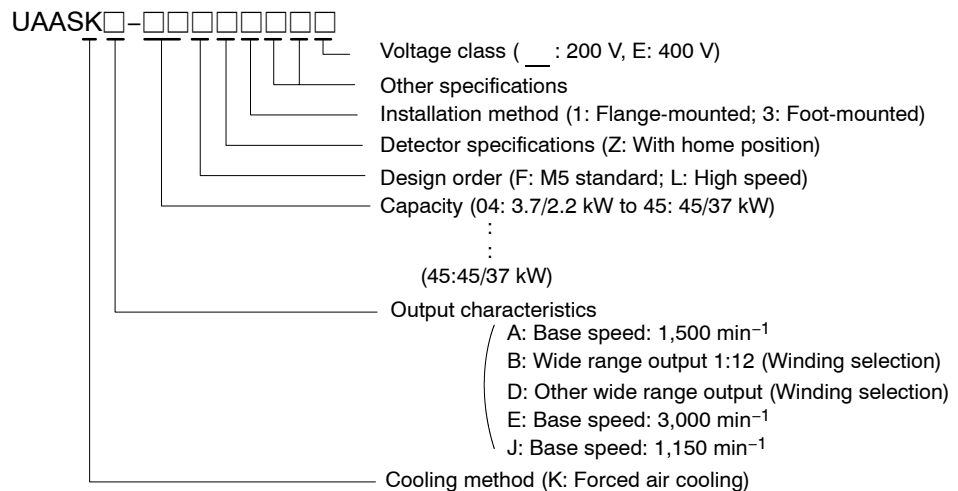 UAASK□-□□□□□□□□
Voltage class ( __ : 200 V, E: 400 V)
Other specifications
Installation method (1: Flange-mounted; 3: Foot-mounted)
Detector specifications (Z: With home position)
Design order (F: M5 standard; L: High speed)
Capacity (04: 3.7/2.2 kW to 45: 45/37 kW)
:
:
(45:45/37 kW)
Output characteristics
A: Base speed: 1,500 min⁻¹
B: Wide range output 1:12 (Winding selection)
D: Other wide range output (Winding selection)
E: Base speed: 3,000 min⁻¹
J: Base speed: 1,150 min⁻¹
Cooling method (K: Forced air cooling)